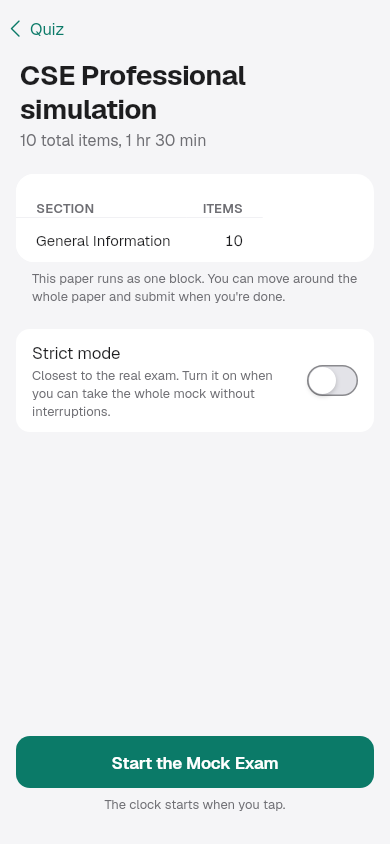 Quiz
CSE Professional
simulation
10 total items, 1 hr 30 min
SECTION ITEMS
General Information 10
This paper runs as one block. You can move around the
whole paper and submit when you're done.
Strict mode
Closest to the real exam. Turn it on when
you can take the whole mock without
interruptions.
Start the Mock Exam
The clock starts when you tap.